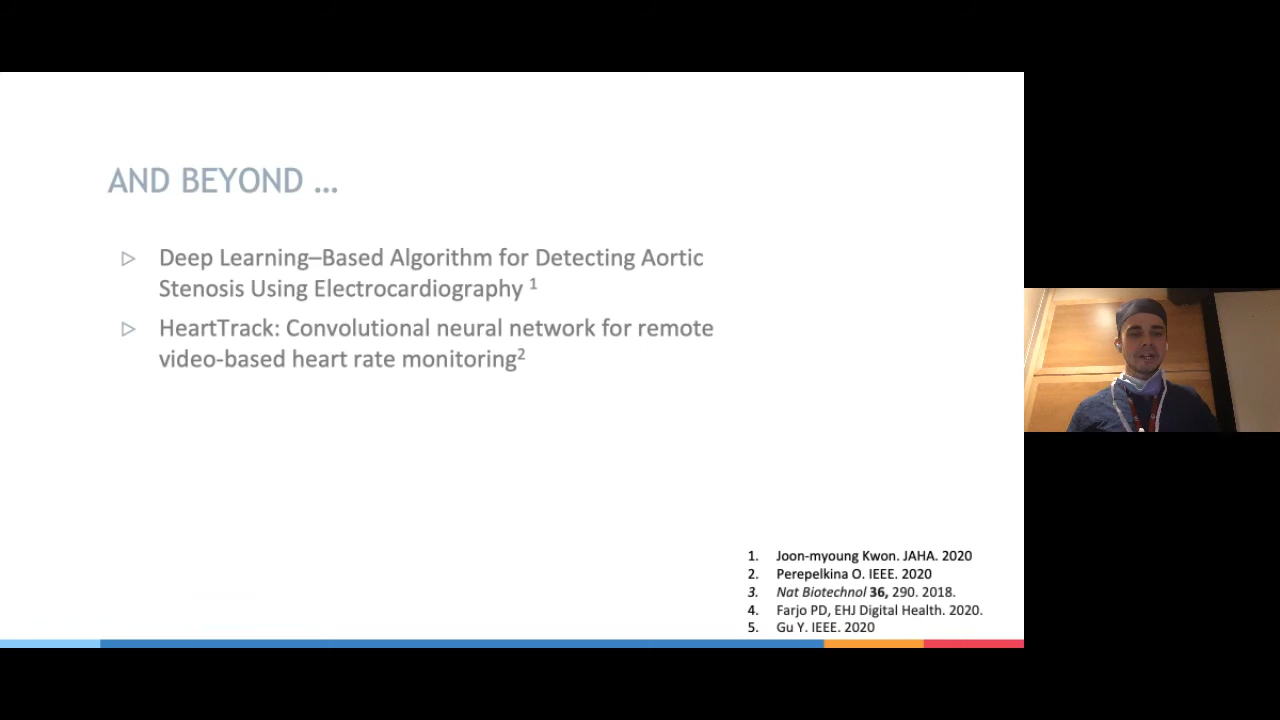 AND BEYOND ...
▷ Deep Learning–Based Algorithm for Detecting Aortic
Stenosis Using Electrocardiography ¹
▷ HeartTrack: Convolutional neural network for remote
video-based heart rate monitoring²
1. Joon-myoung Kwon. JAHA. 2020
2. Perepelkina O. IEEE. 2020
3. Nat Biotechnol 36, 290. 2018.
4. Farjo PD, EHJ Digital Health. 2020.
5. Gu Y. IEEE. 2020